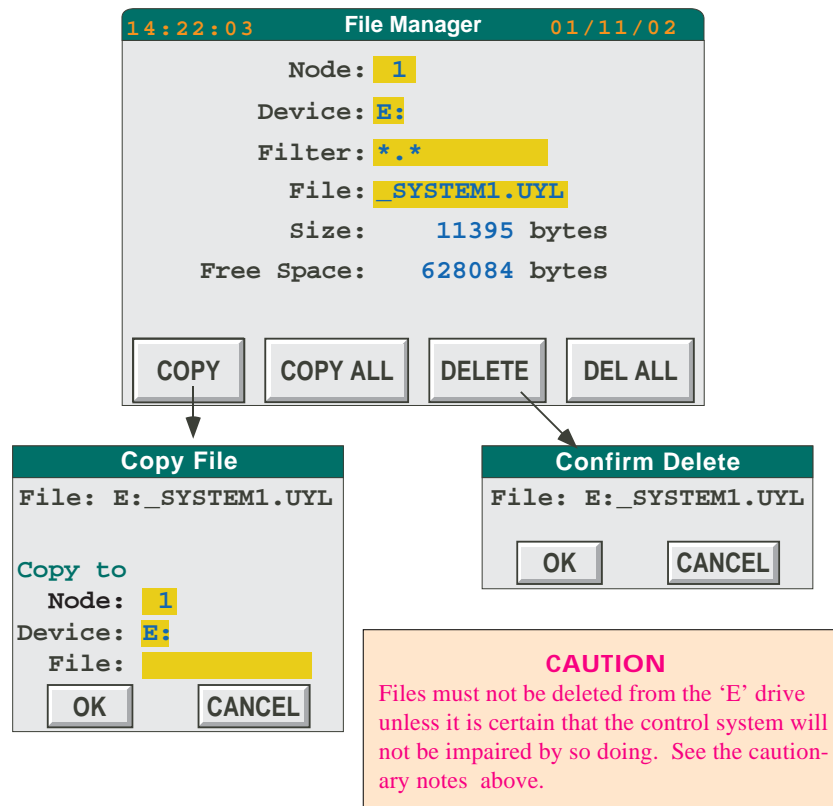 14:22:03 File Manager 01/11/02
Node: 1
Device: E:
Filter: *.*
File: _SYSTEM1.UYL
Size: 11395 bytes
Free Space: 628084 bytes
COPY COPY ALL DELETE DEL ALL
Copy File
File: E:_SYSTEM1.UYL
Copy to
Node: 1
Device: E:
File:
OK CANCEL
Confirm Delete
File: E:_SYSTEM1.UYL
OK CANCEL
CAUTION
Files must not be deleted from the ‘E’ drive
unless it is certain that the control system will
not be impaired by so doing. See the caution-
ary notes above.